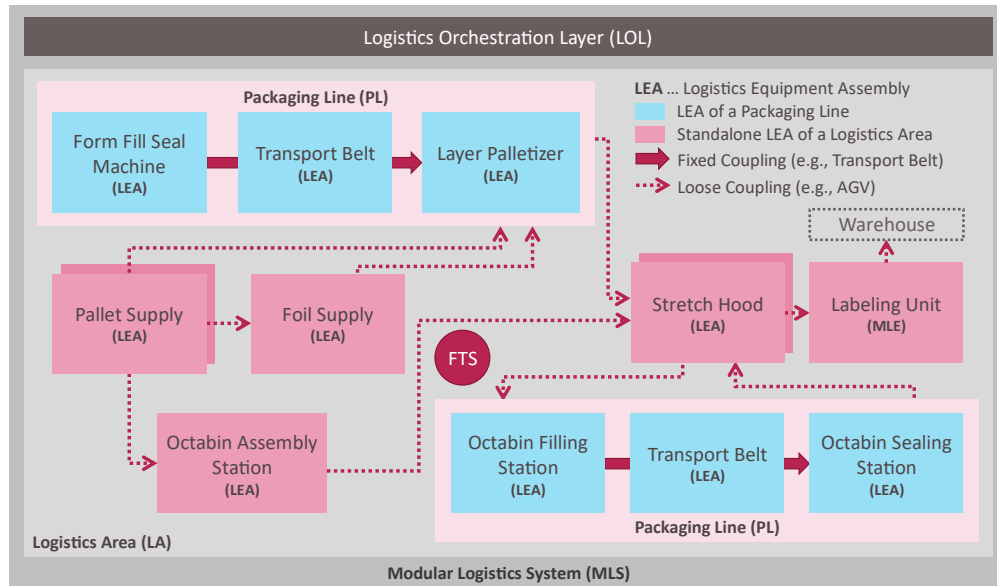 Logistics Orchestration Layer (LOL)
Packaging Line (PL)
Form Fill Seal
Machine
(LEA)
Transport Belt
(LEA)
Layer Palletizer
(LEA)
LEA ... Logistics Equipment Assembly
LEA of a Packaging Line
Standalone LEA of a Logistics Area
Fixed Coupling (e.g., Transport Belt)
Loose Coupling (e.g., AGV)
Warehouse
Pallet Supply
(LEA)
Foil Supply
(LEA)
Stretch Hood
(LEA)
Labeling Unit
(MLE)
FTS
Octabin Assembly
Station
(LEA)
Octabin Filling
Station
(LEA)
Transport Belt
(LEA)
Octabin Sealing
Station
(LEA)
Packaging Line (PL)
Logistics Area (LA)
Modular Logistics System (MLS)